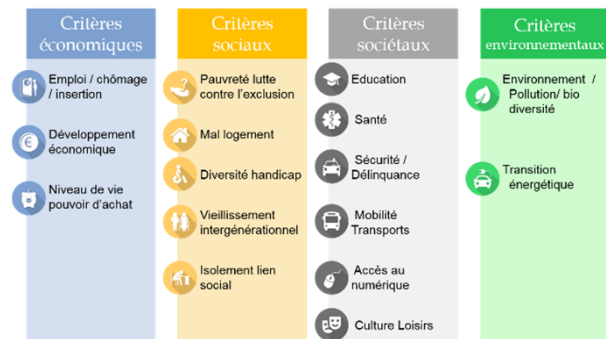 Critères
économiques
Emploi / chômage
/ insertion
Développement
économique
Niveau de vie
pouvoir d'achat
Critères
sociaux
Pauvreté lutte
contre l'exclusion
Mal logement
Diversité handicap
Vieillissement
intergénérationnel
Isolement lien
social
Critères
sociétaux
Education
Santé
Sécurité /
Délinquance
Mobilité
Transports
Accès au
numérique
Culture Loisirs
Critères
environnementaux
Environnement /
Pollution/ bio
diversité
Transition
énergétique